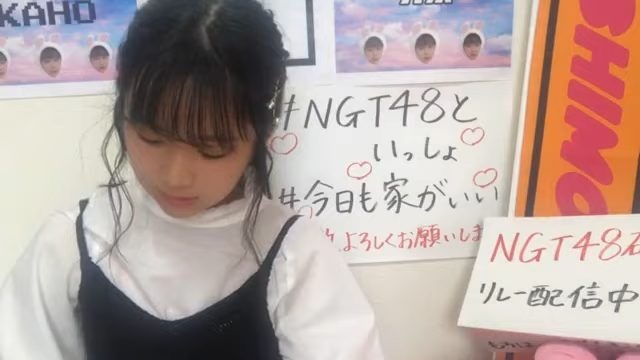 KAHO
#NGT48と
いっしょ
#今日も家がいい
よろしくお願いしま
SHIMO
NGT48
リレー配信中